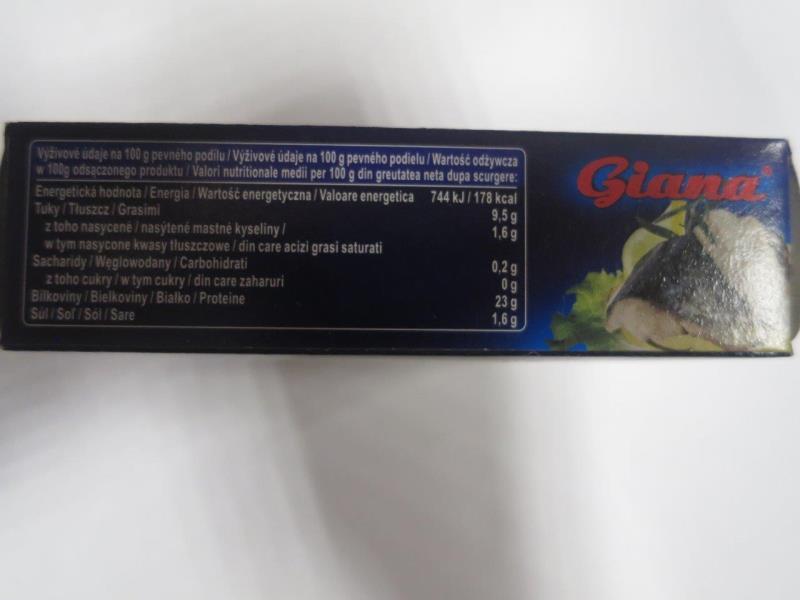 Výživové údaje na 100 g pevného podílu / Výživové údaje na 100 g pevného podielu / Wartość odżywcza
w 100g odsączonego produktu / Valori nutritionale medii per 100 g din greutatea neta dupa scurgere:
Energetická hodnota / Energia / Wartość energetyczna / Valoare energetica 744 kJ / 178 kcal
Tuky / Tłuszcz / Grasimi 9,5 g
z toho nasycené / nasýtené mastné kyseliny / 1,6 g
w tym nasycone kwasy tłuszczowe / din care acizi grasi saturati
Sacharidy / Węglowodany / Carbohidrati 0,2 g
z toho cukry / w tym cukry / din care zaharuri 0 g
Bílkoviny / Bielkoviny / Białko / Proteine 23 g
Sůl / Soľ / Sól / Sare 1,6 g
Giana®